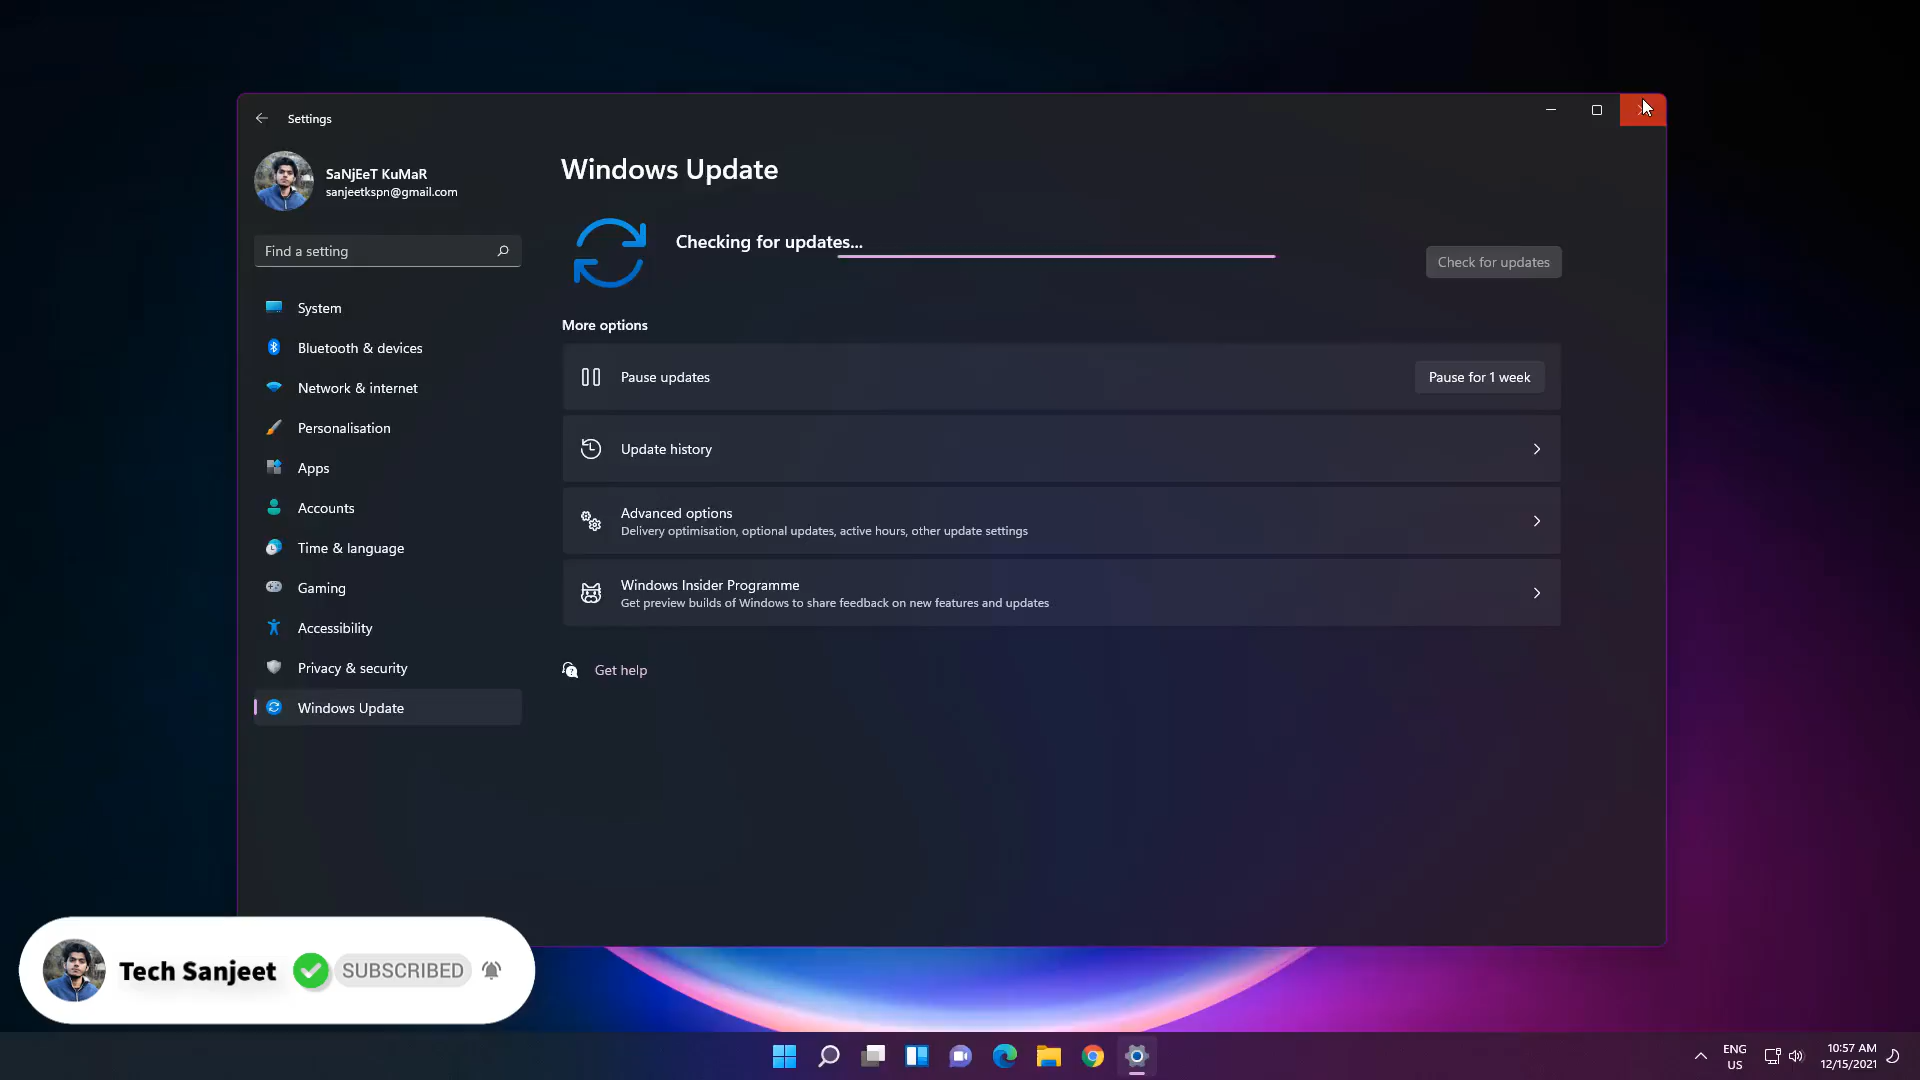 Settings
SaNjEeT KuMaR
sanjeetkspn@gmail.com
Find a setting
System
Bluetooth & devices
Network & internet
Personalisation
Apps
Accounts
Time & language
Gaming
Accessibility
Privacy & security
Windows Update
Windows Update
Checking for updates...
Check for updates
More options
Pause updates
Pause for 1 week
Update history
Advanced options
Delivery optimisation, optional updates, active hours, other update settings
Windows Insider Programme
Get preview builds of Windows to share feedback on new features and updates
Get help
Tech Sanjeet
SUBSCRIBED
ENG
US
10:57 AM
12/15/2021